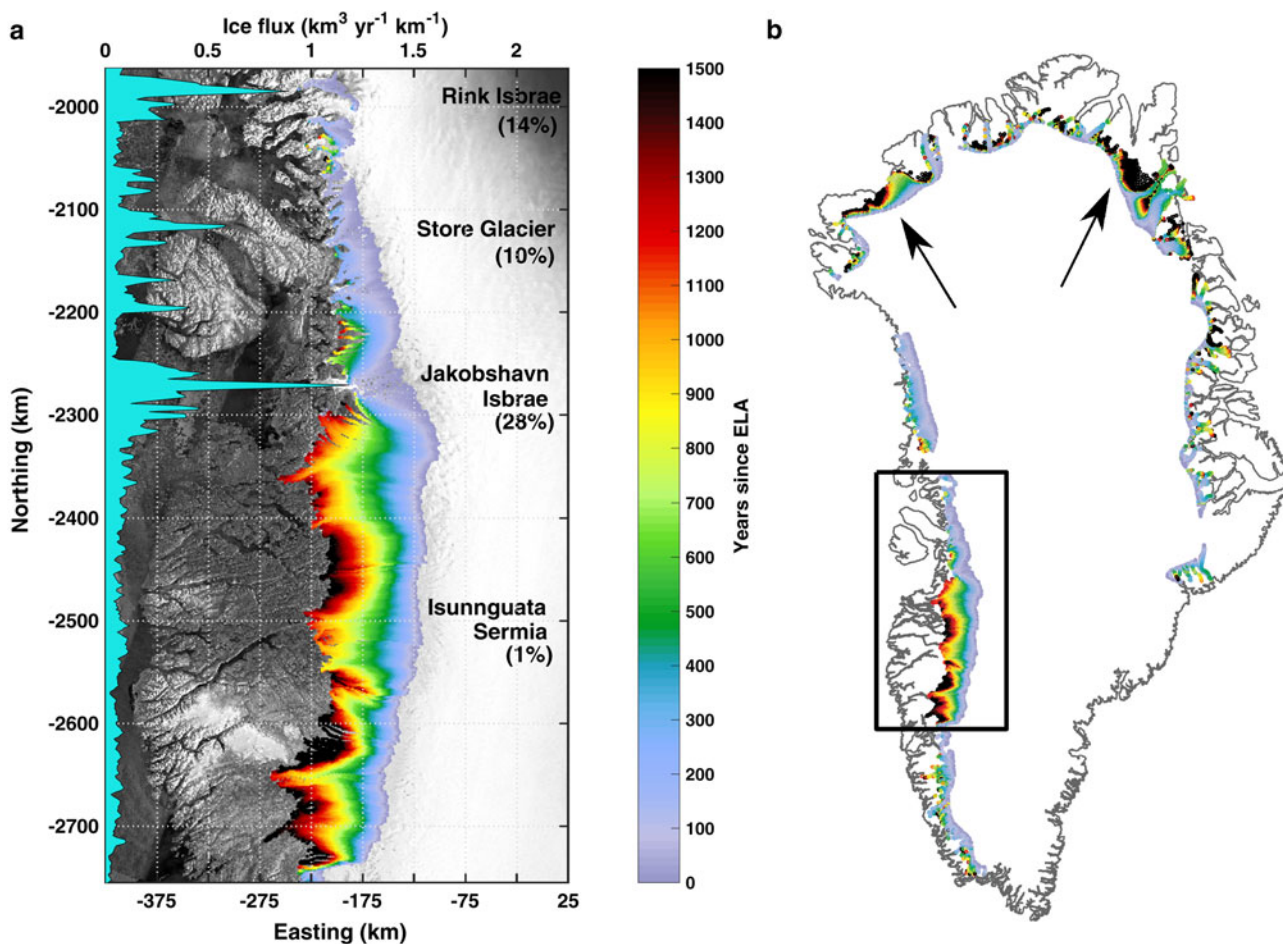 a
Ice flux (km³ yr⁻¹ km⁻¹)
0 0.5 1 1.5 2
Northing (km)
-2000
-2100
-2200
-2300
-2400
-2500
-2600
-2700
Rink Isbrae
(14%)
Store Glacier
(10%)
Jakobshavn
Isbrae
(28%)
Isunnguata
Sermia
(1%)
-375 -275 -175 -75 25
Easting (km)
1500
1400
1300
1200
1100
1000
900
800
700
600
500
400
300
200
100
0
Years since ELA
b